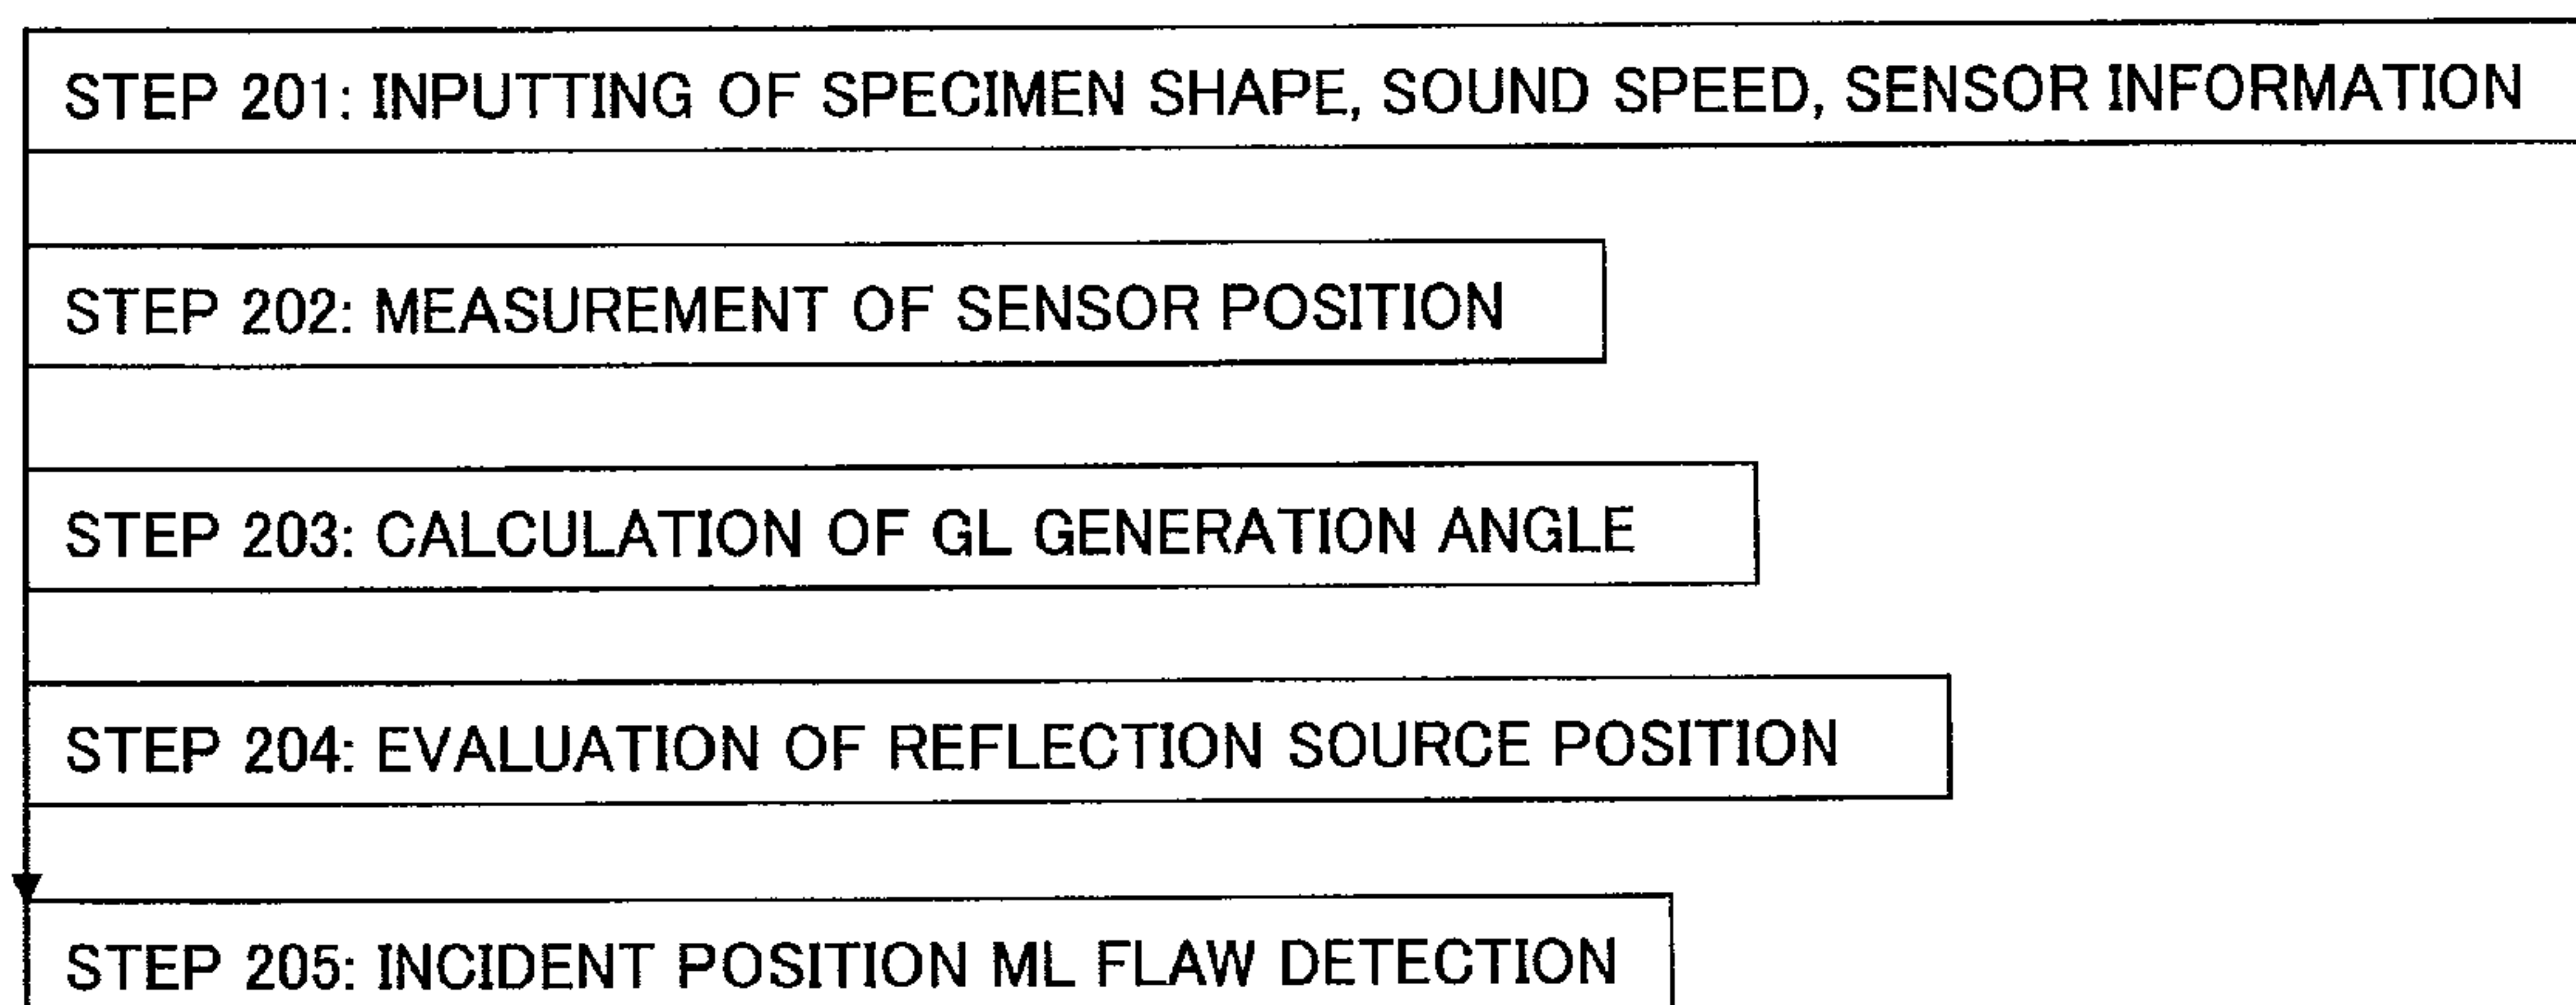 STEP 201: INPUTTING OF SPECIMEN SHAPE, SOUND SPEED, SENSOR INFORMATION
STEP 202: MEASUREMENT OF SENSOR POSITION
STEP 203: CALCULATION OF GL GENERATION ANGLE
STEP 204: EVALUATION OF REFLECTION SOURCE POSITION
STEP 205: INCIDENT POSITION ML FLAW DETECTION